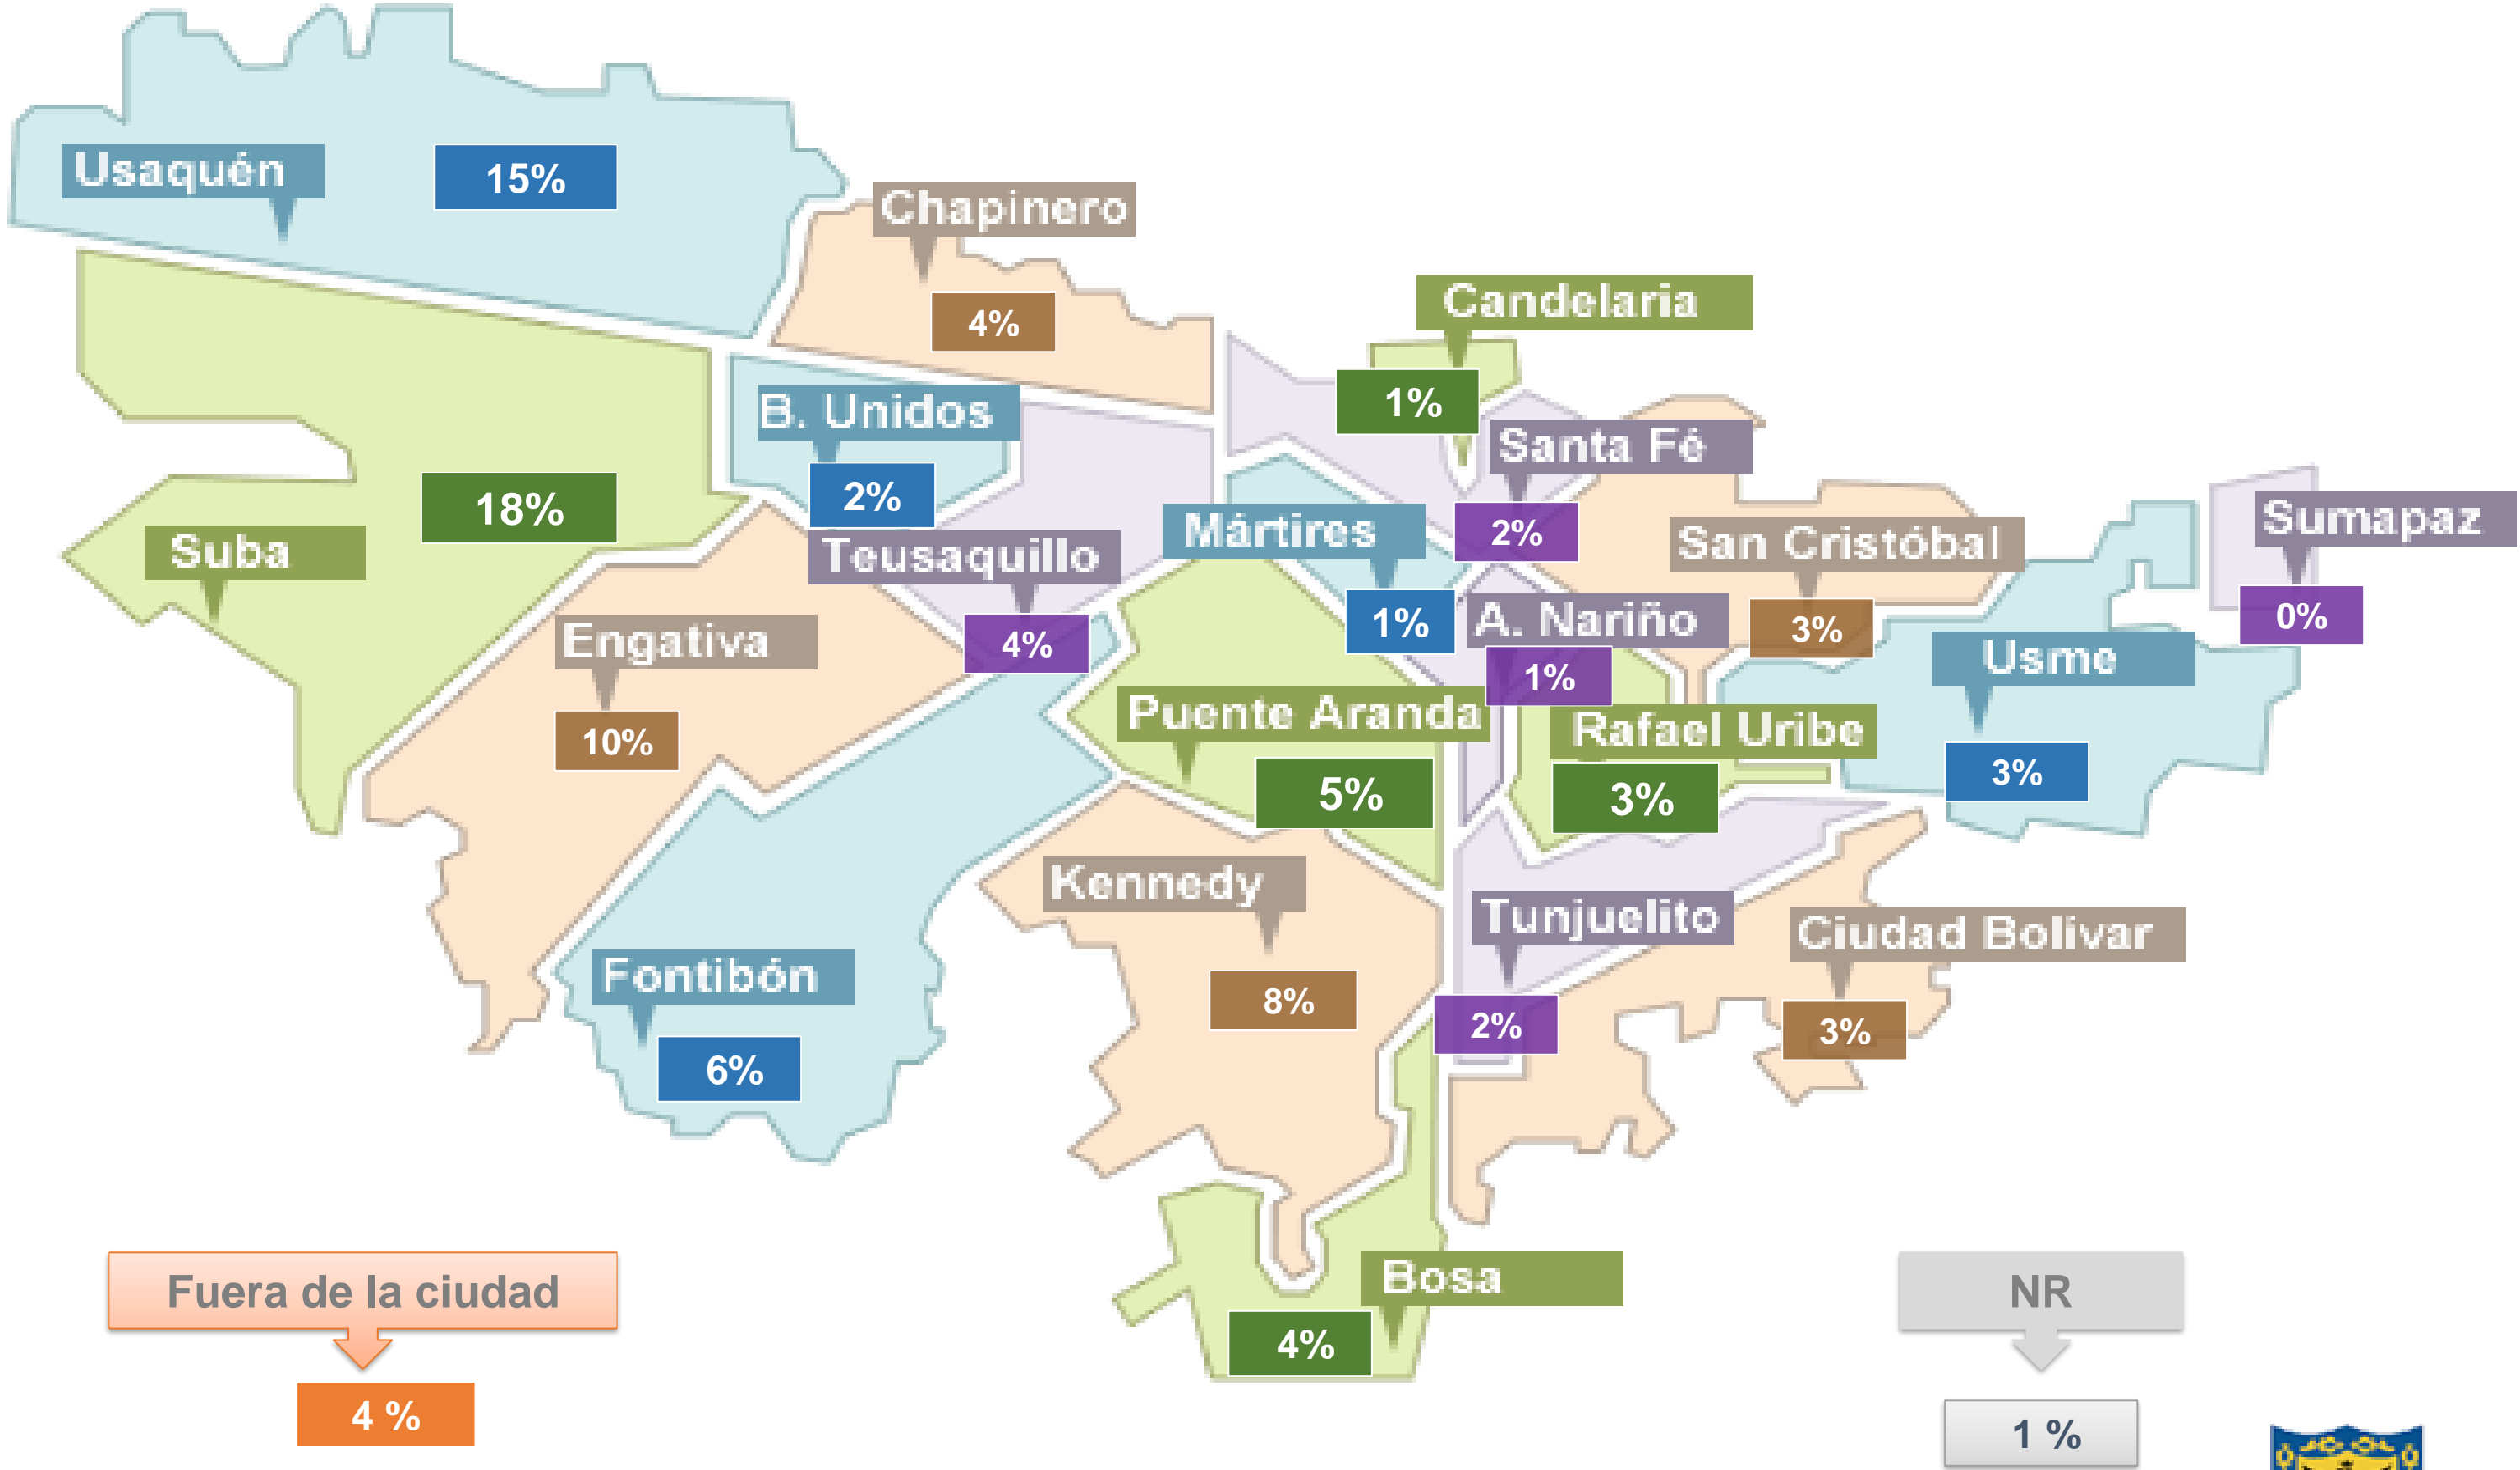 Usaquén
15%
Chapinero
4%
Candelaria
1%
B. Unidos
2%
Santa Fé
2%
Suba
18%
Teusaquillo
4%
Mártires
1%
San Cristóbal
3%
Sumapaz
0%
Engativa
10%
A. Nariño
1%
Usme
3%
Puente Aranda
5%
Rafael Uribe
3%
Kennedy
8%
Tunjuelito
2%
Ciudad Bolivar
3%
Fontibón
6%
Bosa
4%
Fuera de la ciudad
4 %
NR
1 %